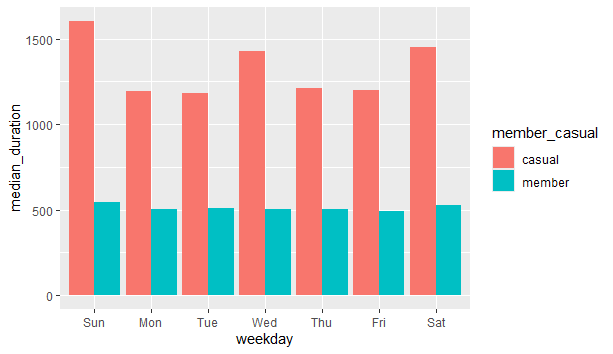 median_duration
1500
1000
500
0
Sun Mon Tue Wed Thu Fri Sat
weekday
member_casual
casual
member